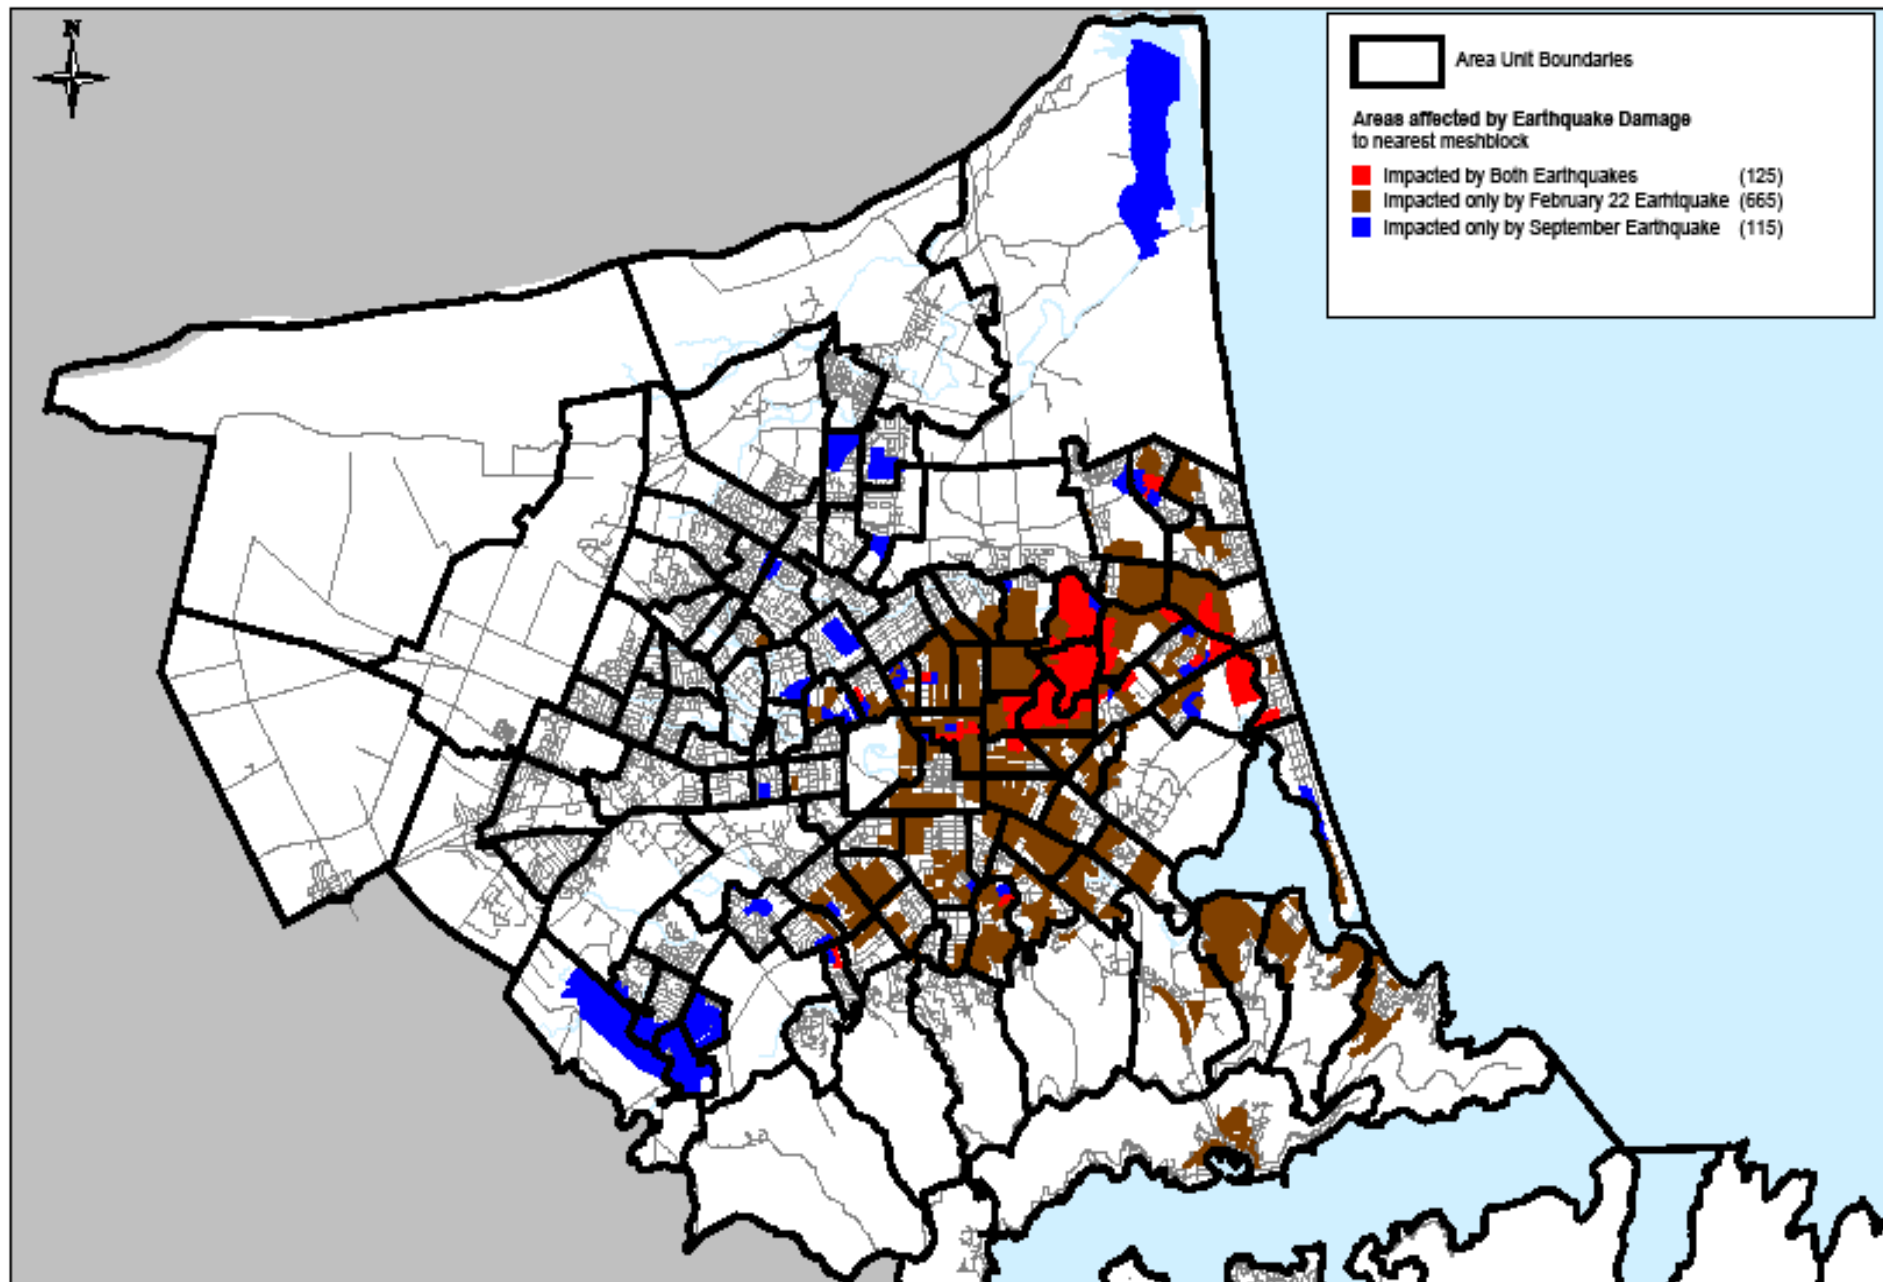 N
Area Unit Boundaries
Areas affected by Earthquake Damage
to nearest meshblock
Impacted by Both Earthquakes (125)
Impacted only by February 22 Earhtquake (665)
Impacted only by September Earthquake (115)